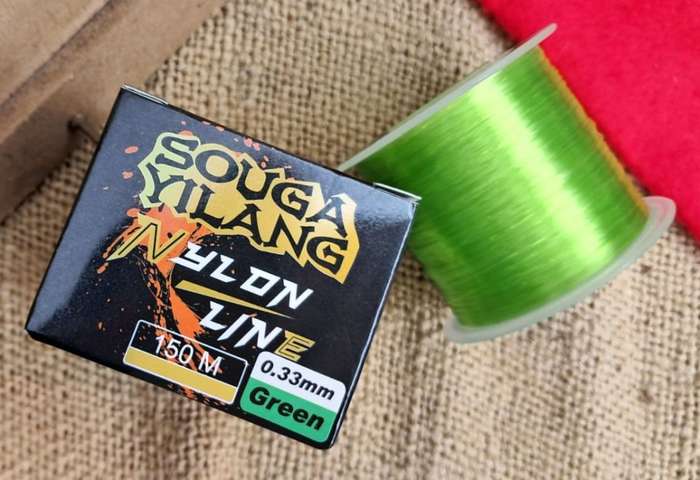 SOUGA
YILANG
NYLON
LINE
150 M
0.33mm
Green